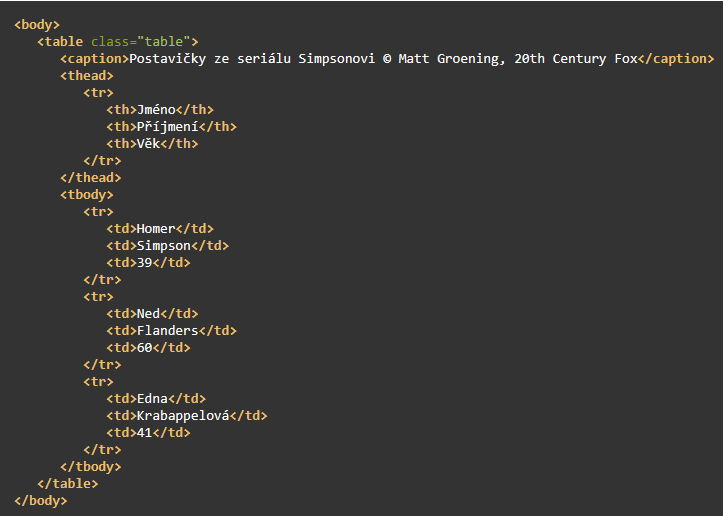 <body>
<table class="table">
<caption>Postavičky ze seriálu Simpsonovi © Matt Groening, 20th Century Fox</caption>
<thead>
<tr>
<th>Jméno</th>
<th>Příjmení</th>
<th>Věk</th>
</tr>
</thead>
<tbody>
<tr>
<td>Homer</td>
<td>Simpson</td>
<td>39</td>
</tr>
<tr>
<td>Ned</td>
<td>Flanders</td>
<td>60</td>
</tr>
<tr>
<td>Edna</td>
<td>Krabappelová</td>
<td>41</td>
</tr>
</tbody>
</table>
</body>